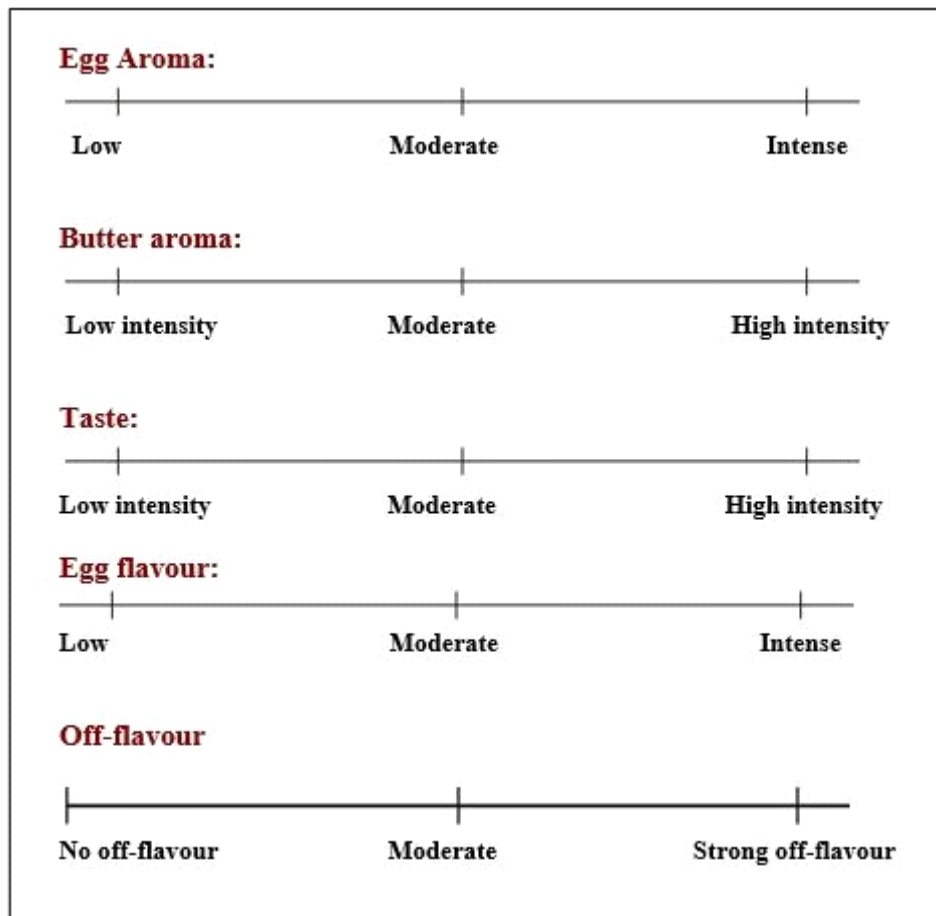 Egg Aroma:
Low Moderate Intense
Butter aroma:
Low intensity Moderate High intensity
Taste:
Low intensity Moderate High intensity
Egg flavour:
Low Moderate Intense
Off-flavour
No off-flavour Moderate Strong off-flavour